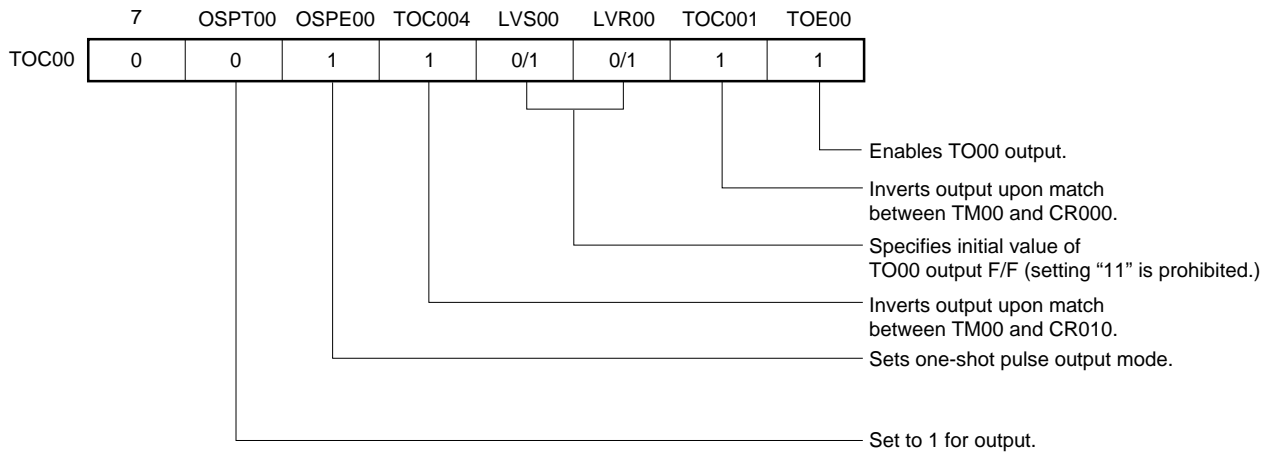 7 OSPT00 OSPE00 TOC004 LVS00 LVR00 TOC001 TOE00
TOC00 0 0 1 1 0/1 0/1 1 1
Enables TO00 output.
Inverts output upon match
between TM00 and CR000.
Specifies initial value of
TO00 output F/F (setting “11” is prohibited.)
Inverts output upon match
between TM00 and CR010.
Sets one-shot pulse output mode.
Set to 1 for output.